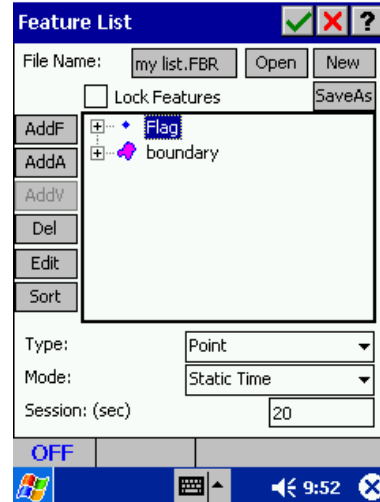 Feature List ?
File Name: my list.FBR Open New
Lock Features SaveAs
AddF Flag
AddA boundary
AddV
Del
Edit
Sort
Type: Point
Mode: Static Time
Session: (sec) 20
OFF
9:52